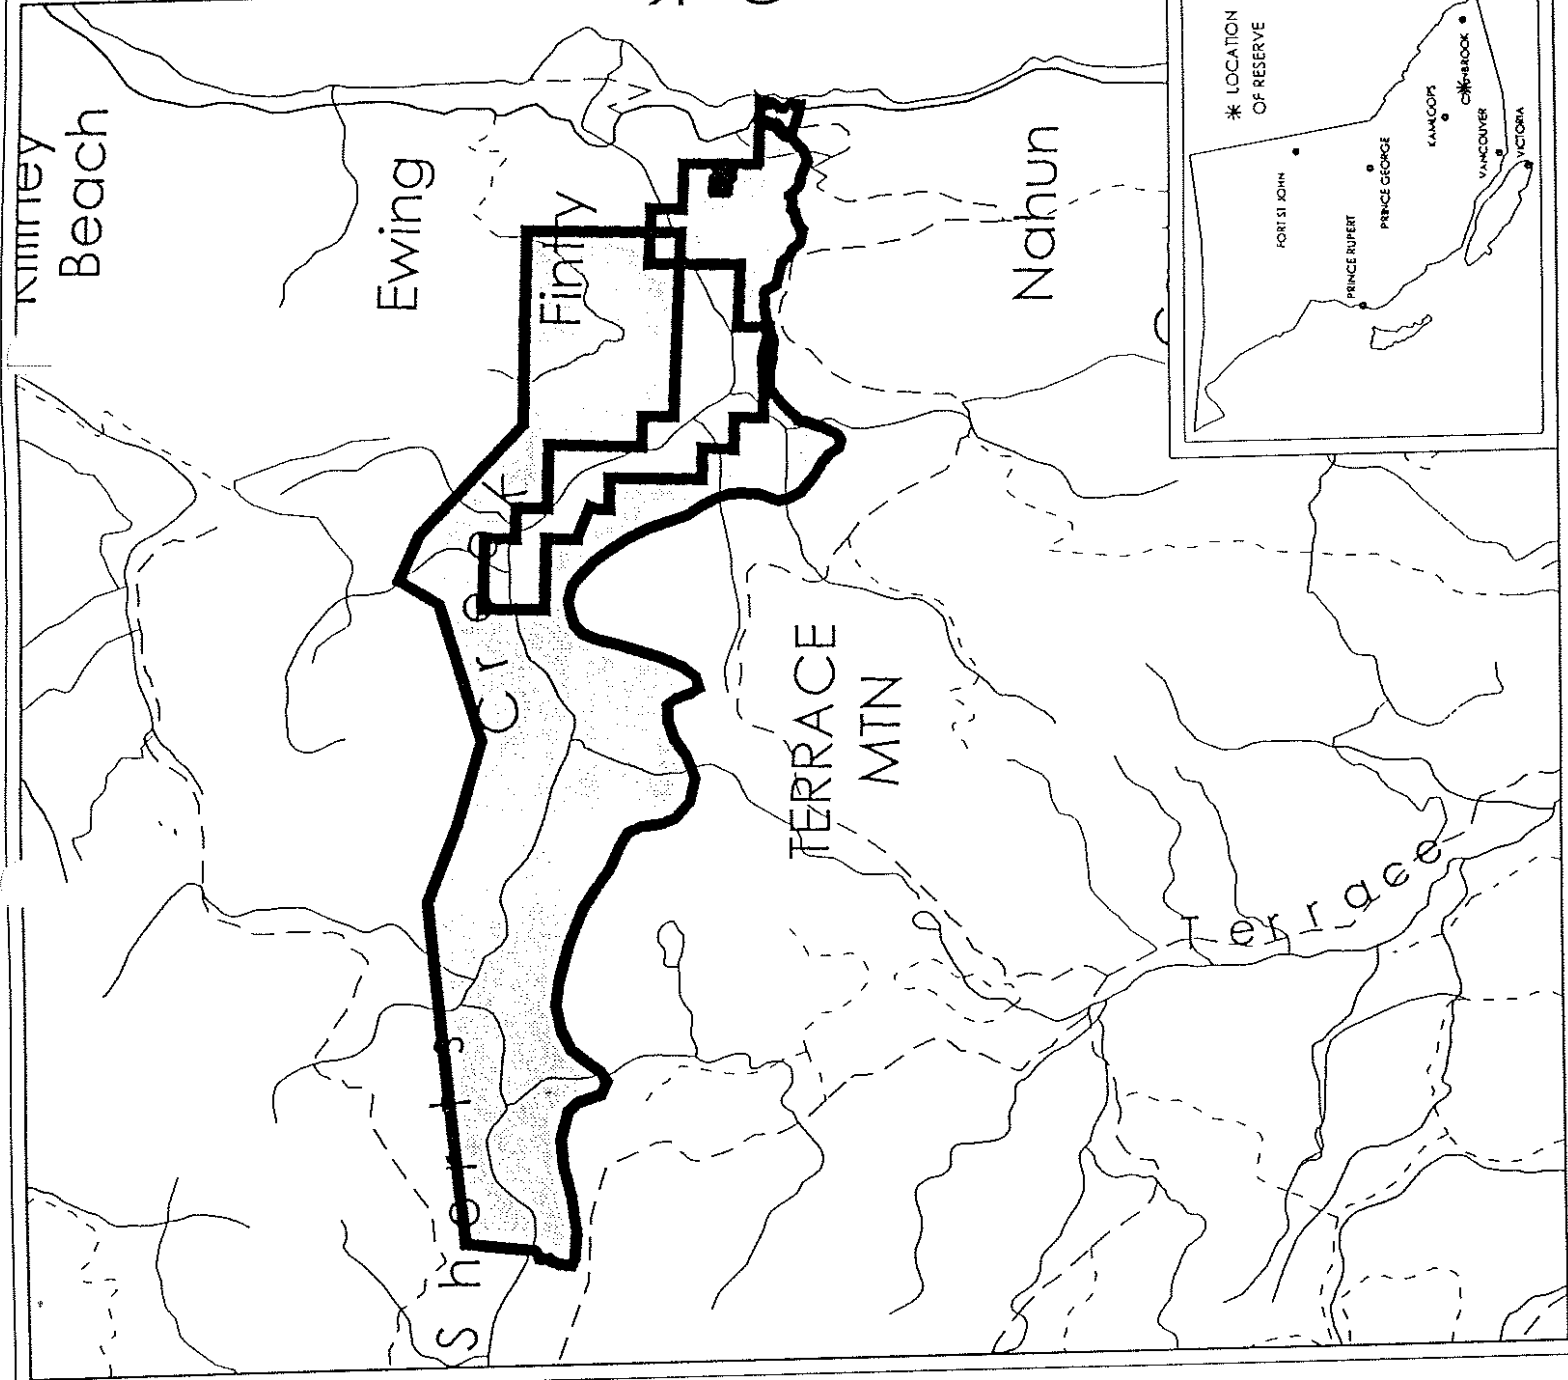 Killiney
Beach
Ewing
Fintry
Nahun
Shorts Creek
TERRACE
MTN
Terrace
* LOCATION
OF RESERVE
FORT ST JOHN
PRINCE RUPERT
PRINCE GEORGE
KAMLOOPS
VANCOUVER
VICTORIA